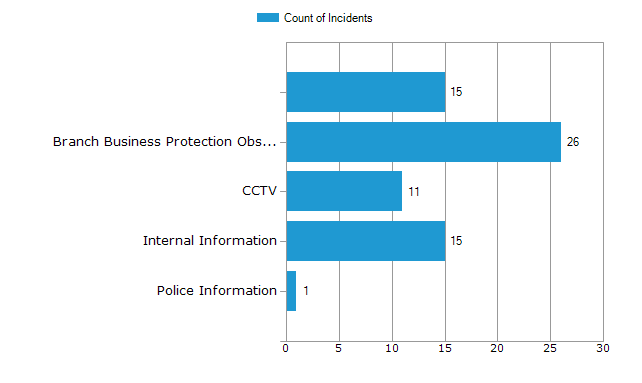 Count of Incidents
15
Branch Business Protection Obs... 26
CCTV 11
Internal Information 15
Police Information 1
0 5 10 15 20 25 30